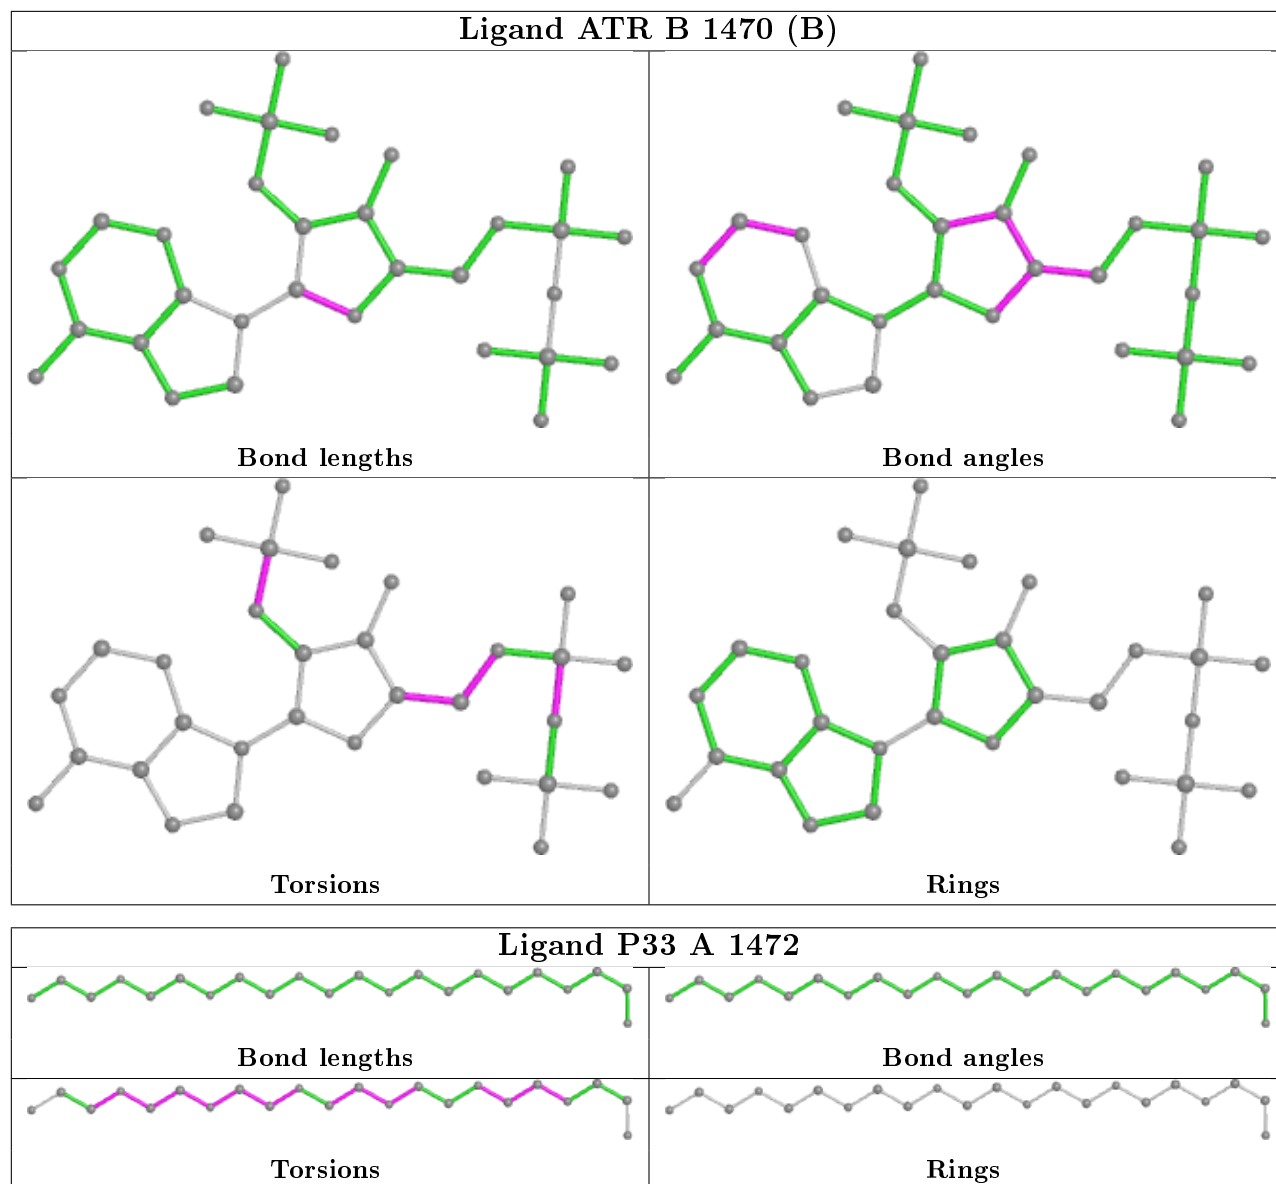 Ligand ATR B 1470 (B)
Bond lengths
Bond angles
Torsions
Rings
Ligand P33 A 1472
Bond lengths
Bond angles
Torsions
Rings